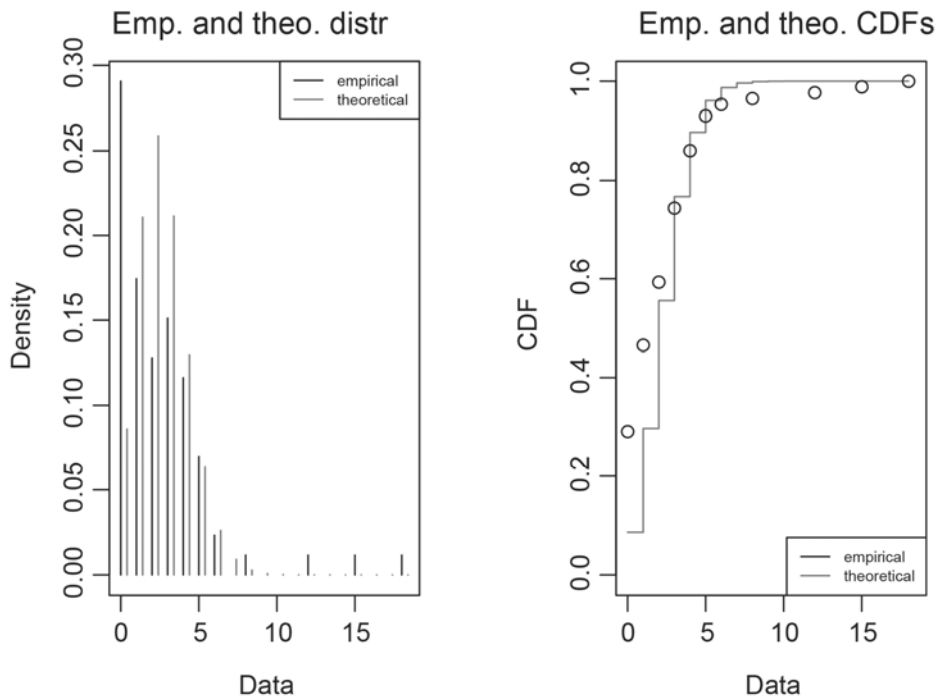 Emp. and theo. distr
empirical
theoretical
Density
0.30
0.25
0.20
0.15
0.10
0.05
0.00
0
5
10
15
Data
Emp. and theo. CDFs
CDF
1.0
0.8
0.6
0.4
0.2
0.0
empirical
theoretical
0
5
10
15
Data